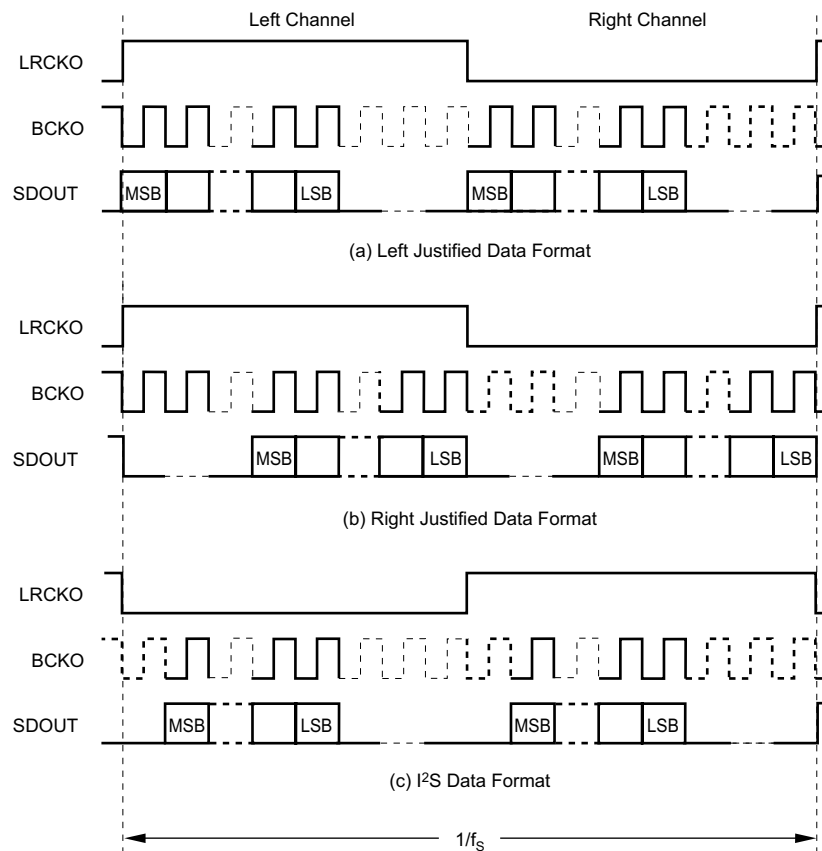 Left Channel Right Channel
LRCKO
BCKO
SDOUT MSB LSB MSB LSB
(a) Left Justified Data Format
LRCKO
BCKO
SDOUT MSB LSB MSB LSB
(b) Right Justified Data Format
LRCKO
BCKO
SDOUT MSB LSB MSB LSB
(c) I²S Data Format
1/fS